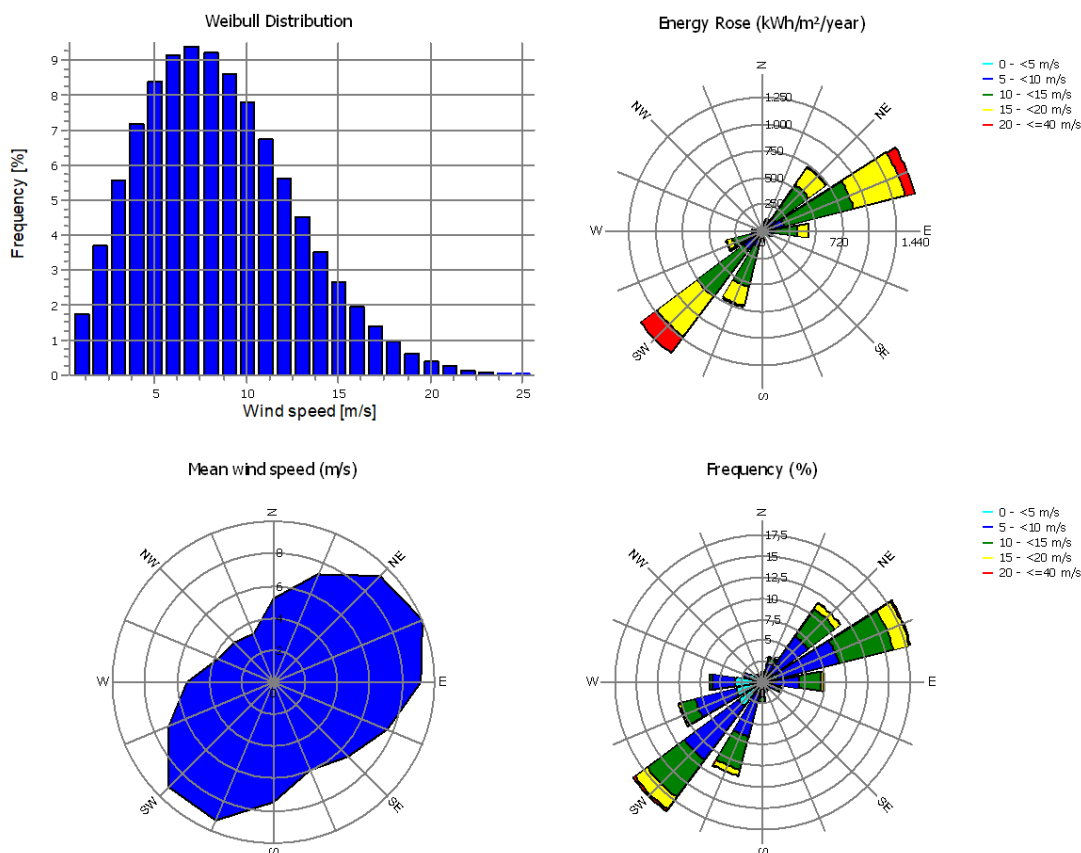 Weibull Distribution
Frequency [%]
9
8
7
6
5
4
3
2
1
0
5
10
15
20
25
Wind speed [m/s]
Energy Rose (kWh/m²/year)
0 - <5 m/s
5 - <10 m/s
10 - <15 m/s
15 - <20 m/s
20 - <=40 m/s
N
NW
NE
1.250
1.000
750
500
250
W
0
720
1.440
E
SW
SE
S
Mean wind speed (m/s)
N
NW
NE
8
6
4
W
0
E
SW
SE
S
Frequency (%)
0 - <5 m/s
5 - <10 m/s
10 - <15 m/s
15 - <20 m/s
20 - <=40 m/s
N
NW
NE
17,5
15
12,5
10
7,5
5
W
E
SW
SE
S